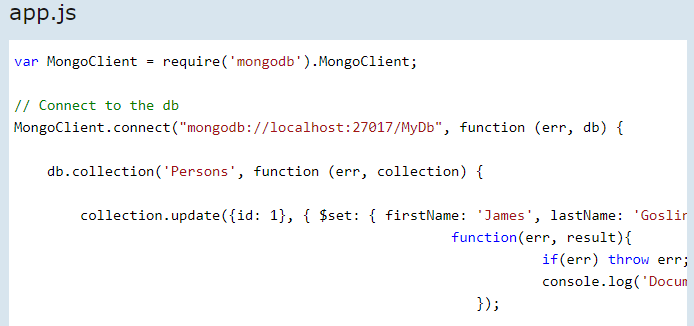 app.js
var MongoClient = require('mongodb').MongoClient;
// Connect to the db
MongoClient.connect("mongodb://localhost:27017/MyDb", function (err, db) {
db.collection('Persons', function (err, collection) {
collection.update({id: 1}, { $set: { firstName: 'James', lastName:
function(err, result){
if(err) throw err;
console.log(
});